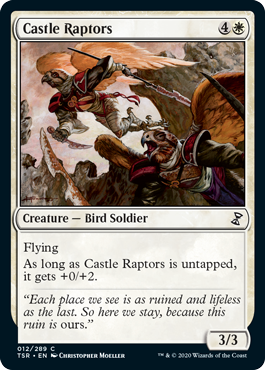 Castle Raptors 4
Creature — Bird Soldier
Flying
As long as Castle Raptors is untapped,
it gets +0/+2.
“Each place we see is as ruined and lifeless
as the last. So here we stay, because this
ruin is ours.”
3/3
012/289 C
TSR • EN Christopher Moeller
™ & © 2020 Wizards of the Coast